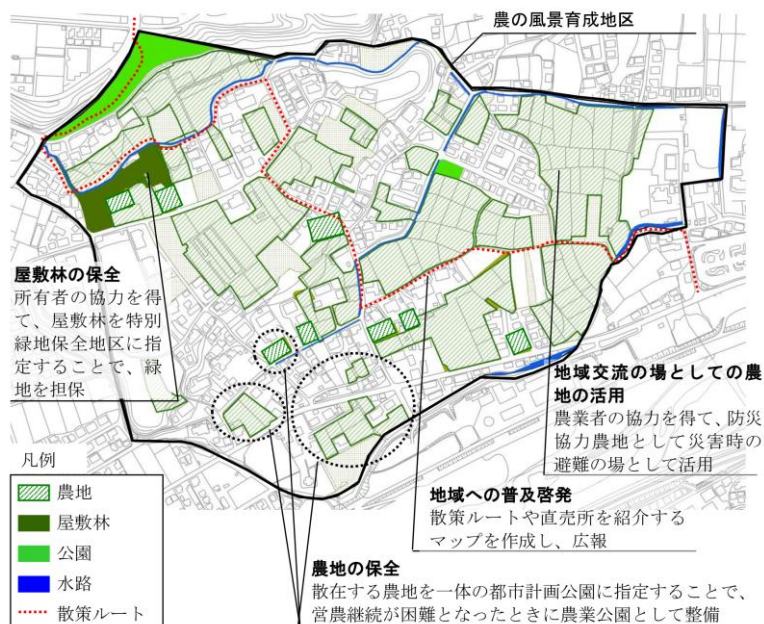 農の風景育成地区
屋敷林の保全
所有者の協力を得
て、屋敷林を特別
緑地保全地区に指
定することで、緑
地を担保
地域交流の場としての農
地の活用
農業者の協力を得て、防災
協力農地として災害時の
避難の場として活用
地域への普及啓発
散策ルートや直売所を紹介する
マップを作成し、広報
農地の保全
散在する農地を一体の都市計画公園に指定することで、
営農継続が困難となったときに農業公園として整備
凡例
農地
屋敷林
公園
水路
散策ルート